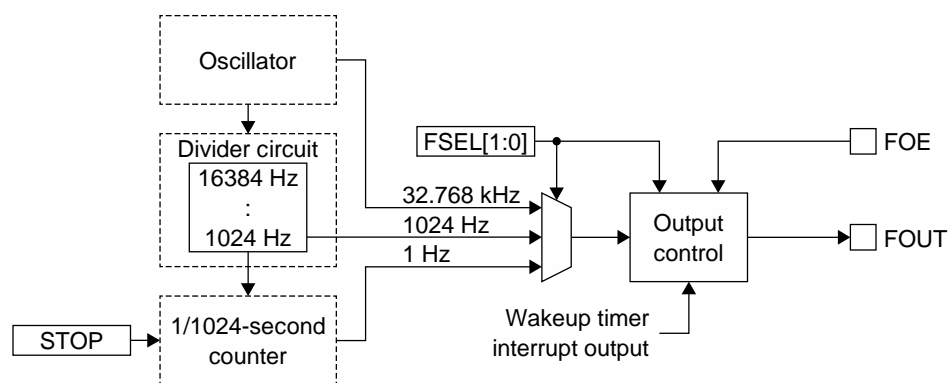 Oscillator
Divider circuit
16384 Hz
:
1024 Hz
FSEL[1:0]
FOE
32.768 kHz
1024 Hz
1 Hz
Output
control
FOUT
STOP
1/1024-second
counter
Wakeup timer
interrupt output